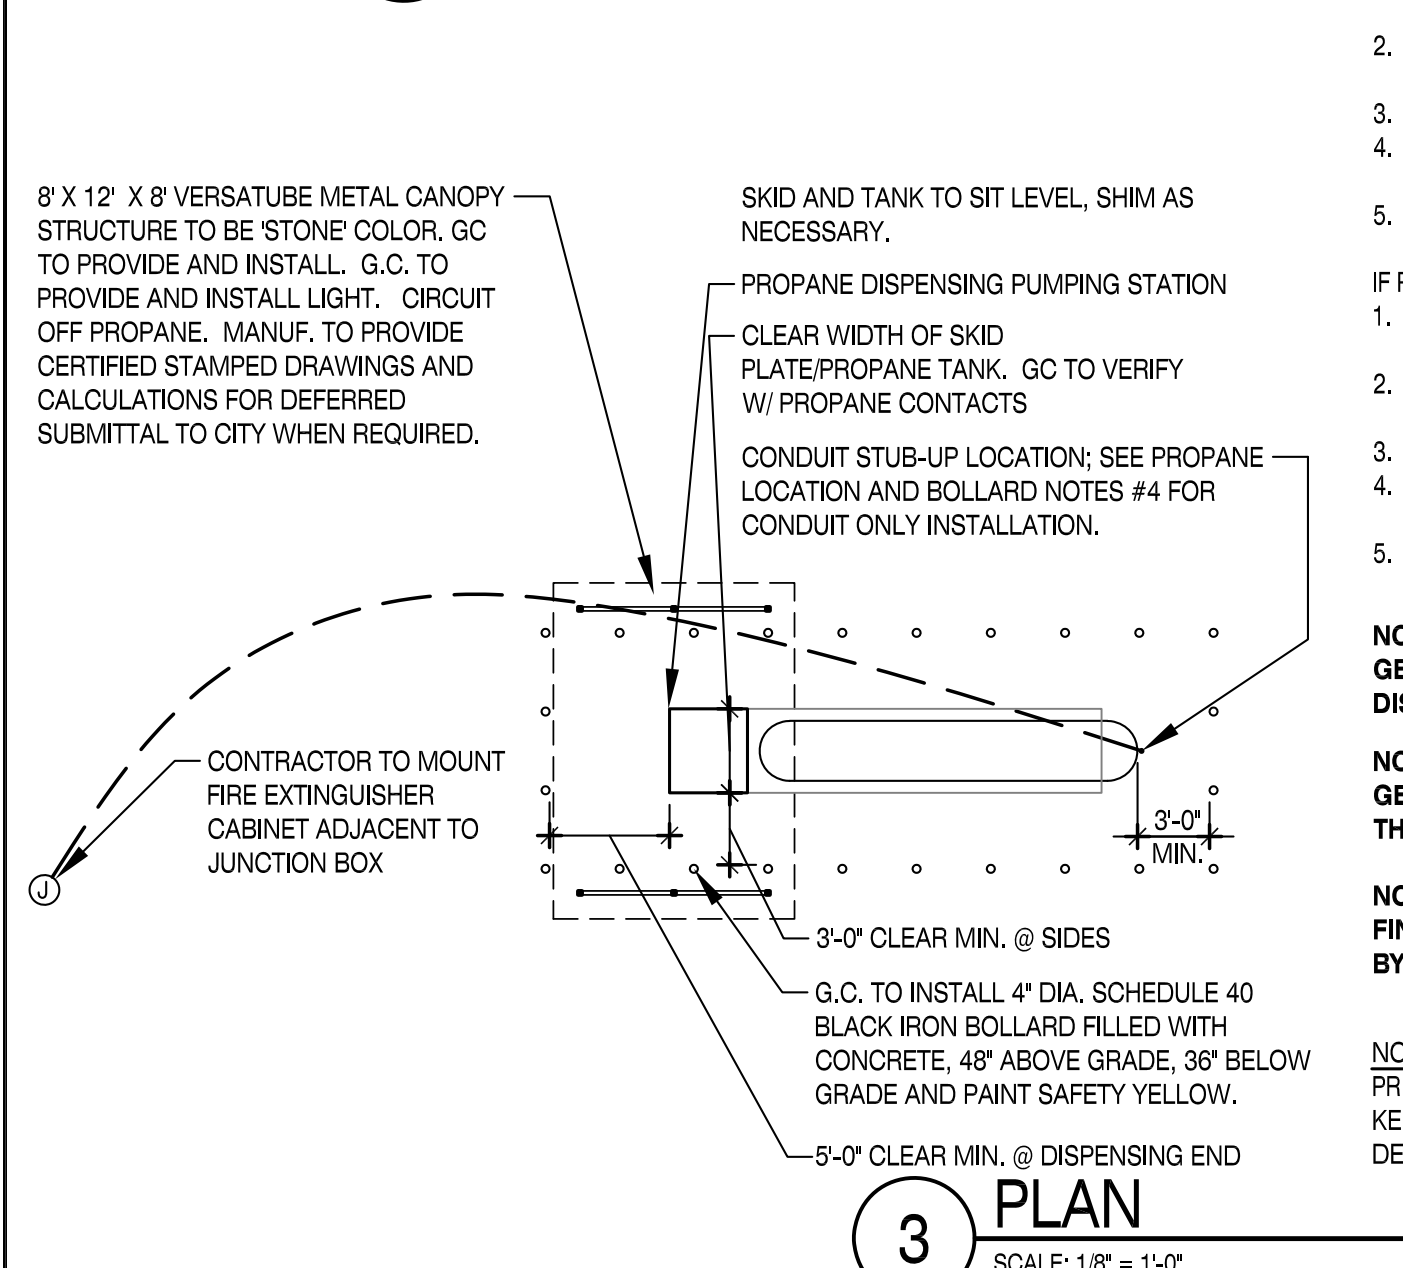 8' X 12'  X 8' VERSATUBE METAL CANOPY
STRUCTURE TO BE 'STONE' COLOR. GC
TO PROVIDE AND INSTALL.  G.C. TO
PROVIDE AND INSTALL LIGHT.   CIRCUIT
OFF PROPANE.  MANUF. TO PROVIDE
CERTIFIED STAMPED DRAWINGS AND
CALCULATIONS FOR DEFERRED
SUBMITTAL TO CITY WHEN REQUIRED.
SKID AND TANK TO SIT LEVEL, SHIM AS
NECESSARY.
PROPANE DISPENSING PUMPING STATION
CLEAR WIDTH OF SKID
PLATE/PROPANE TANK.  GC TO VERIFY
W/ PROPANE CONTACTS
CONDUIT STUB-UP LOCATION; SEE PROPANE
LOCATION AND BOLLARD NOTES #4 FOR
CONDUIT ONLY INSTALLATION.
CONTRACTOR TO MOUNT
FIRE EXTINGUISHER
CABINET ADJACENT TO
JUNCTION BOX
J
3'-0"
MIN.
3'-0" CLEAR MIN. @ SIDES
G.C. TO INSTALL 4" DIA. SCHEDULE 40
BLACK IRON BOLLARD FILLED WITH
CONCRETE, 48" ABOVE GRADE, 36" BELOW
GRADE AND PAINT SAFETY YELLOW.
5'-0" CLEAR MIN. @ DISPENSING END
3
PLAN
SCALE: 1/8" = 1'-0"
2.
3.
4.
5.
IF
1.
2.
3.
4.
5.